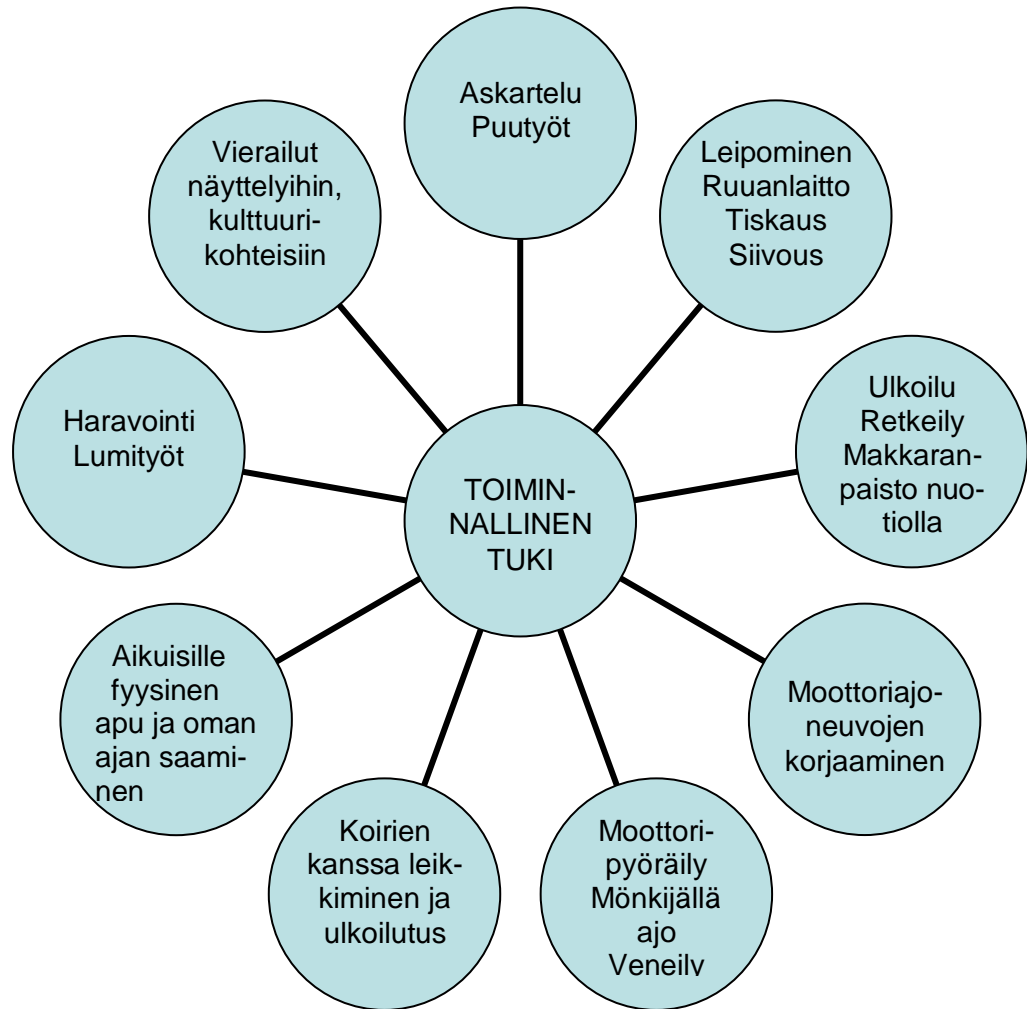 Askartelu
Puutyöt
Leipominen
Ruuanlaitto
Tiskaus
Siivous
Ulkoilu
Retkeily
Makkaran-
paisto nuo-
tiolla
Moottoriajo-
neuvojen
korjaaminen
Moottori-
pyöräily
Mönkijällä
ajo
Veneily
Koirien
kanssa leik-
kiminen ja
ulkoilutus
Aikuisille
fyysinen
apu ja oman
ajan saami-
nen
Haravointi
Lumityöt
Vierailut
näyttelyihin,
kulttuuri-
kohteisiin
TOIMIN-
NALLINEN
TUKI